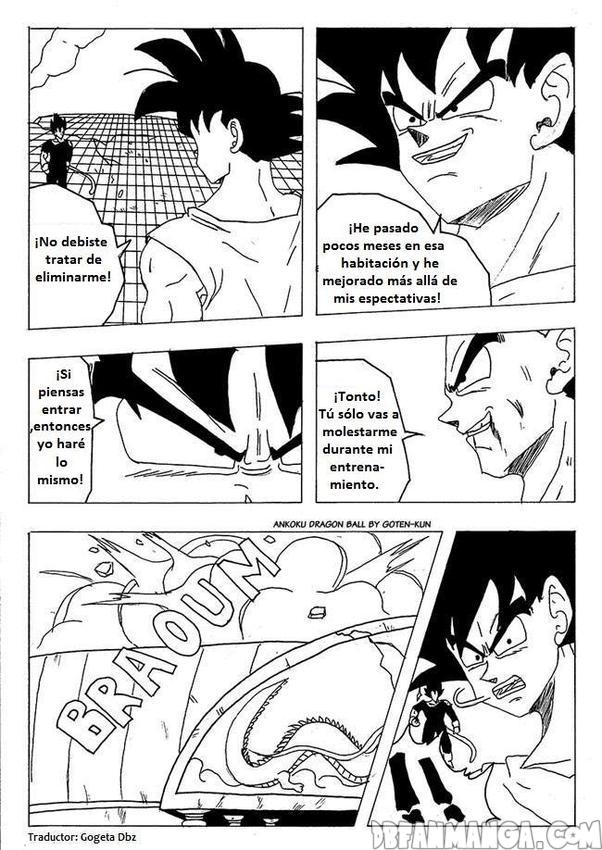 ¡No debiste
tratar de
eliminarme!
¡He pasado
pocos meses en esa
habitación y he
mejorado más allá de
mis espectativas!
¡Si
piensas
entrar
,entonces
yo haré
lo
mismo!
¡Tonto!
Tú sólo vas a
molestarme
durante mi
entrena-
miento.
ANKOKU DRAGON BALL BY GOTEN-KUN
BRAOUM
Traductor: Gogeta Dbz
DBFANMANGA.COM